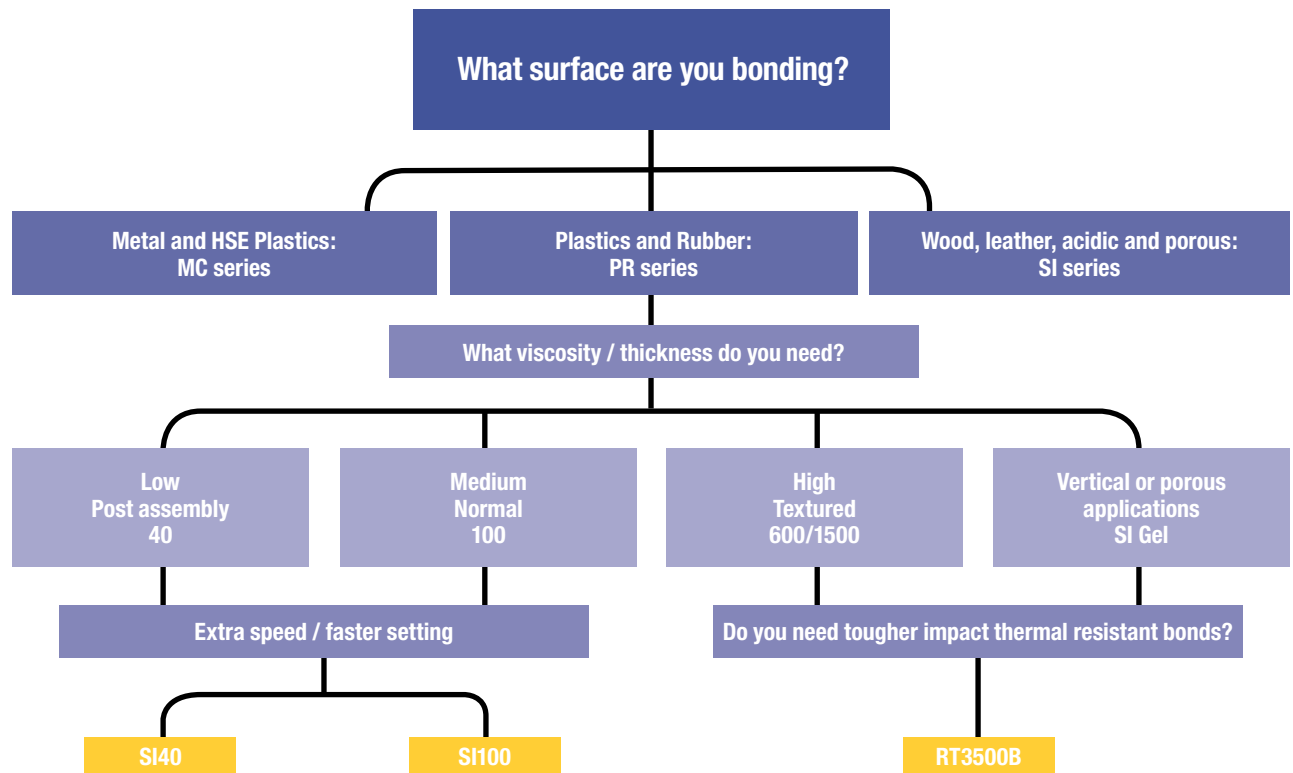 What surface are you bonding?
Metal and HSE Plastics:
MC series
Plastics and Rubber:
PR series
Wood, leather, acidic and porous:
SI series
What viscosity / thickness do you need?
Low
Post assembly
40
Medium
Normal
100
High
Textured
600/1500
Vertical or porous
applications
SI Gel
Extra speed / faster setting
Do you need tougher impact thermal resistant bonds?
SI40
SI100
RT3500B